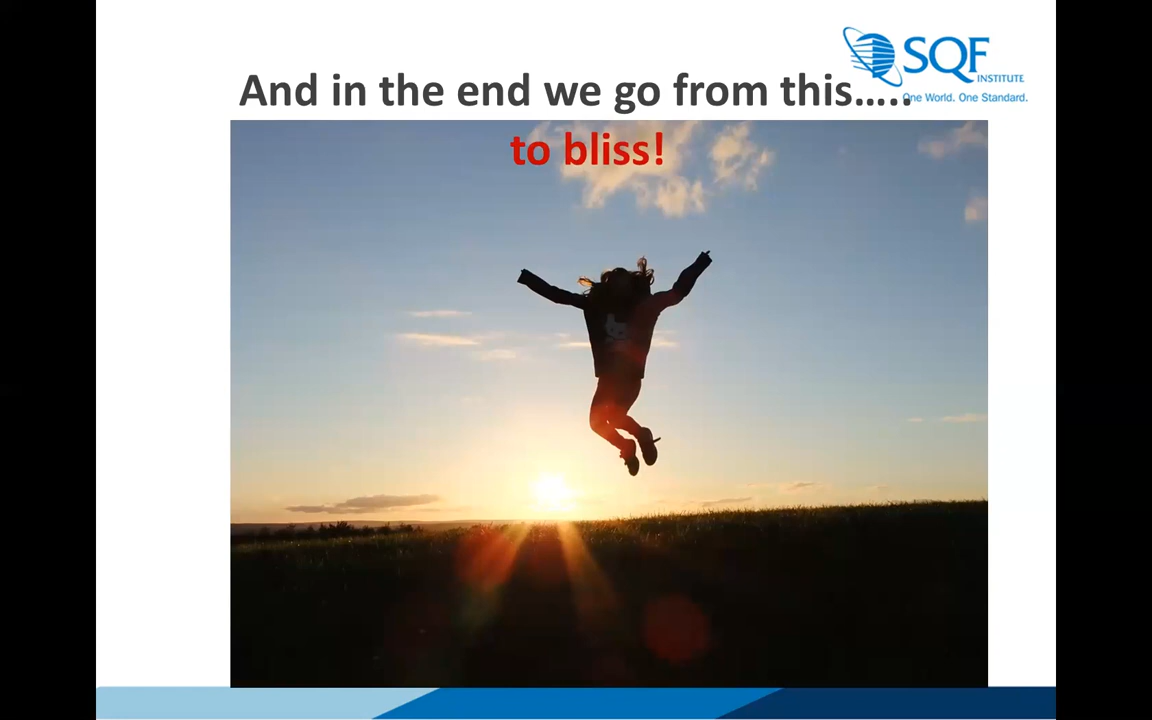 SQF
INSTITUTE
One World. One Standard.
And in the end we go from this.....
to bliss!